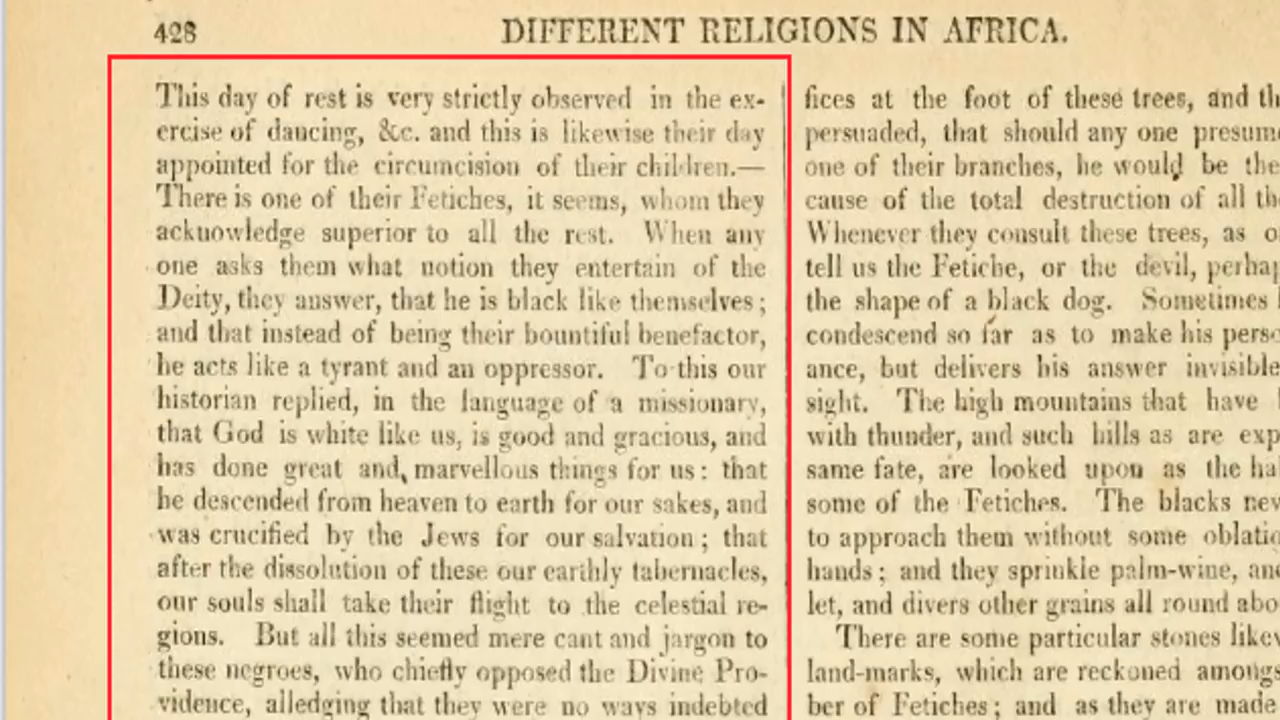 428
DIFFERENT RELIGIONS IN AFRICA.
This day of rest is very strictly observed in the ex-
ercise of dancing, &c. and this is likewise their day
appointed for the circumcision of their children.—
There is one of their Fetiches, it seems, whom they
acknowledge superior to all the rest. When any
one asks them what notion they entertain of the
Deity, they answer, that he is black like themselves;
and that instead of being their bountiful benefactor,
he acts like a tyrant and an oppressor. To this our
historian replied, in the language of a missionary,
that God is white like us, is good and gracious, and
has done great and, marvellous things for us: that
he descended from heaven to earth for our sakes, and
was crucified by the Jews for our salvation; that
after the dissolution of these our earthly tabernacles,
our souls shall take their flight to the celestial re-
gions. But all this seemed mere cant and jargon to
these negroes, who chiefly opposed the Divine Pro-
vidence, alledging that they were no ways indebted
fices at the foot of these trees, and th
persuaded, that should any one presum
one of their branches, he would be the
cause of the total destruction of all th
Whenever they consult these trees, as o
tell us the Fetiche, or the devil, perhap
the shape of a black dog. Sometimes
condescend so far as to make his perso
ance, but delivers his answer invisible
sight. The high mountains that have
with thunder, and such hills as are exp
same fate, are looked upon as the ha
some of the Fetiches. The blacks nev
to approach them without some oblatio
hands; and they sprinkle palm-wine, and
let, and divers other grains all round abo
There are some particular stones likew
land-marks, which are reckoned amongs
ber of Fetiches; and as they are made